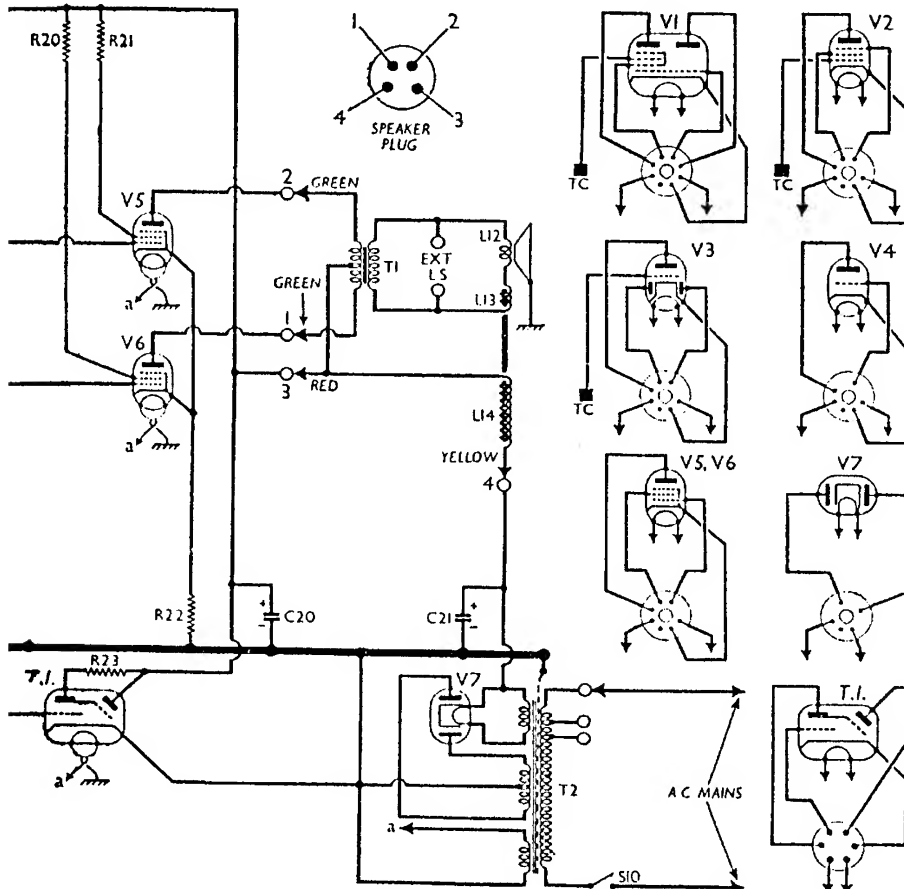 R20
R21
1
2
4
3
SPEAKER
PLUG
V1
V2
TC
TC
2
GREEN
V5
a
T1
EXT
LS
L12
L13
GREEN
1
V6
a
3
RED
L14
YELLOW
4
V3
TC
V4
V5, V6
V7
R22
+
-
C20
C21
+
-
T.I.
R23
a
V7
T2
a
A C MAINS
S10
T.I.